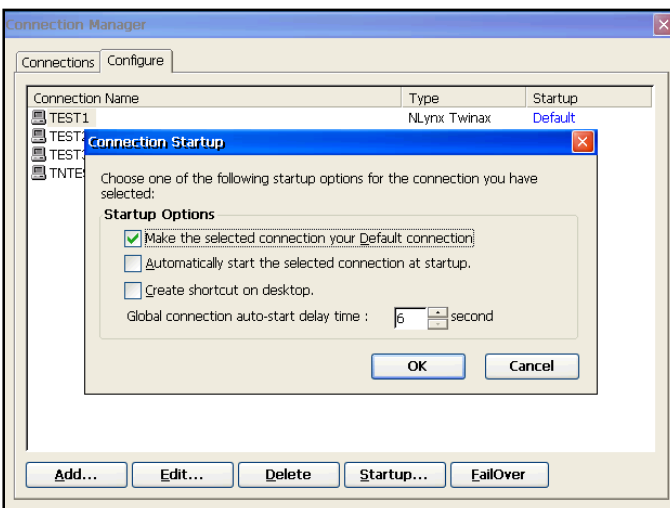 Connection Manager
Connections Configure
Connection Name Type Startup
TEST1 NLynx Twinax Default
Connection Startup
Choose one of the following startup options for the connection you have
selected:
Startup Options
Make the selected connection your Default connection
Automatically start the selected connection at startup.
Create shortcut on desktop.
Global connection auto-start delay time : 6 second
OK Cancel
Add... Edit... Delete Startup... FailOver